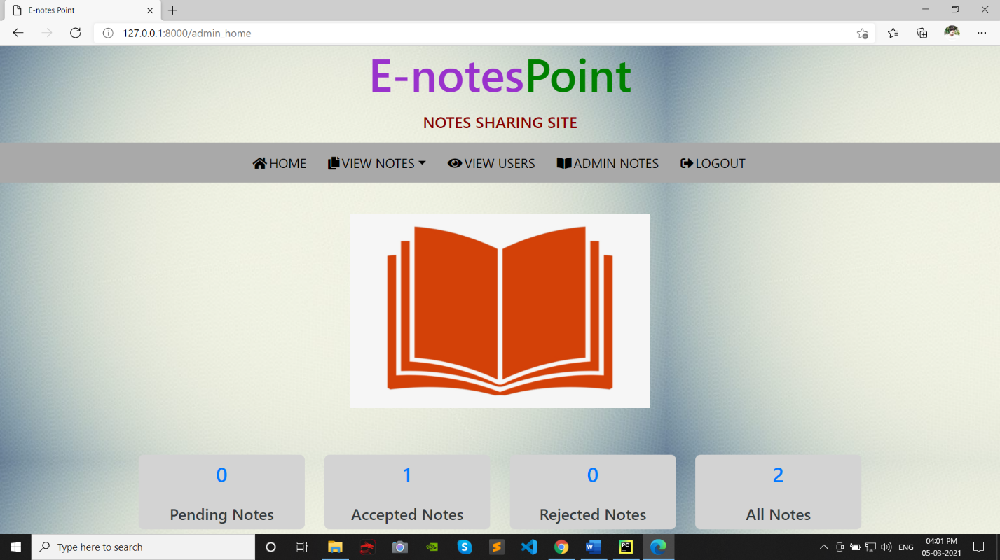 E-notes Point
127.0.0.1:8000/admin_home
E-notesPoint
NOTES SHARING SITE
HOME VIEW NOTES VIEW USERS ADMIN NOTES LOGOUT
0 1 0 2
Pending Notes Accepted Notes Rejected Notes All Notes
Type here to search
W
PC
ENG
04:01 PM
05-03-2021